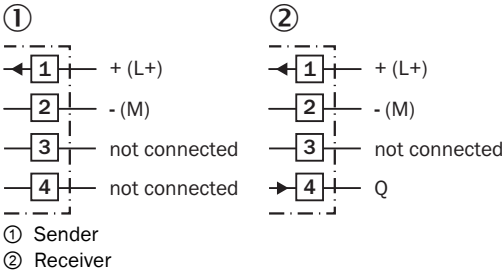 ① ②
1 + (L+) 1 + (L+)
2 - (M) 2 - (M)
3 not connected 3 not connected
4 not connected 4 Q
① Sender
② Receiver